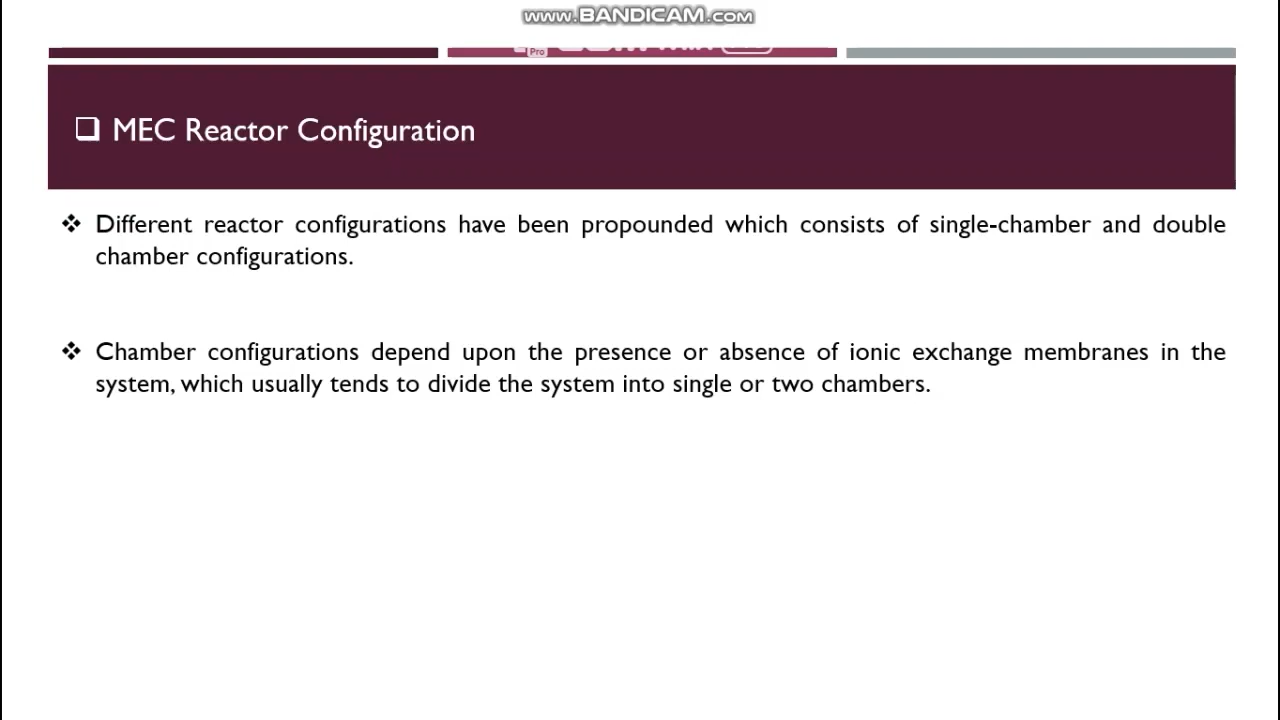 www.BANDICAM.com
Pro
MEC Reactor Configuration
Different reactor configurations have been propounded which consists of single-chamber and double
chamber configurations.
Chamber configurations depend upon the presence or absence of ionic exchange membranes in the
system, which usually tends to divide the system into single or two chambers.